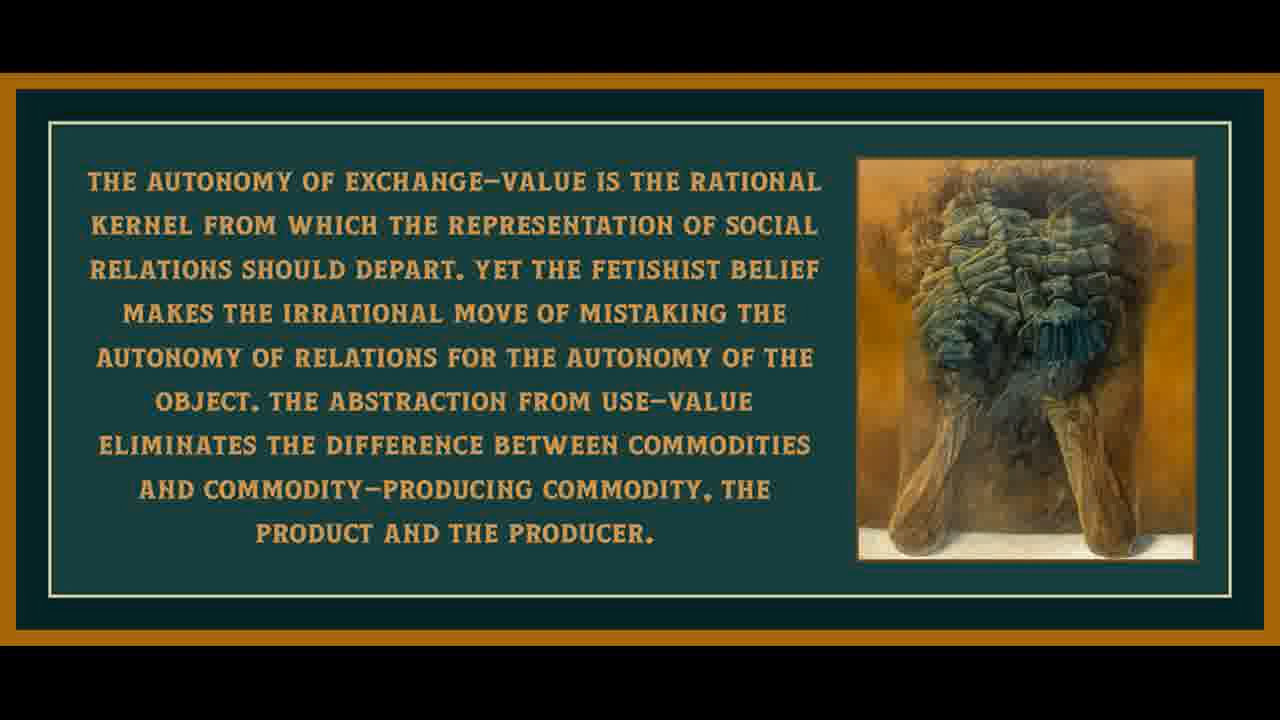 THE AUTONOMY OF EXCHANGE–VALUE IS THE RATIONAL
KERNEL FROM WHICH THE REPRESENTATION OF SOCIAL
RELATIONS SHOULD DEPART. YET THE FETISHIST BELIEF
MAKES THE IRRATIONAL MOVE OF MISTAKING THE
AUTONOMY OF RELATIONS FOR THE AUTONOMY OF THE
OBJECT. THE ABSTRACTION FROM USE–VALUE
ELIMINATES THE DIFFERENCE BETWEEN COMMODITIES
AND COMMODITY–PRODUCING COMMODITY, THE
PRODUCT AND THE PRODUCER.